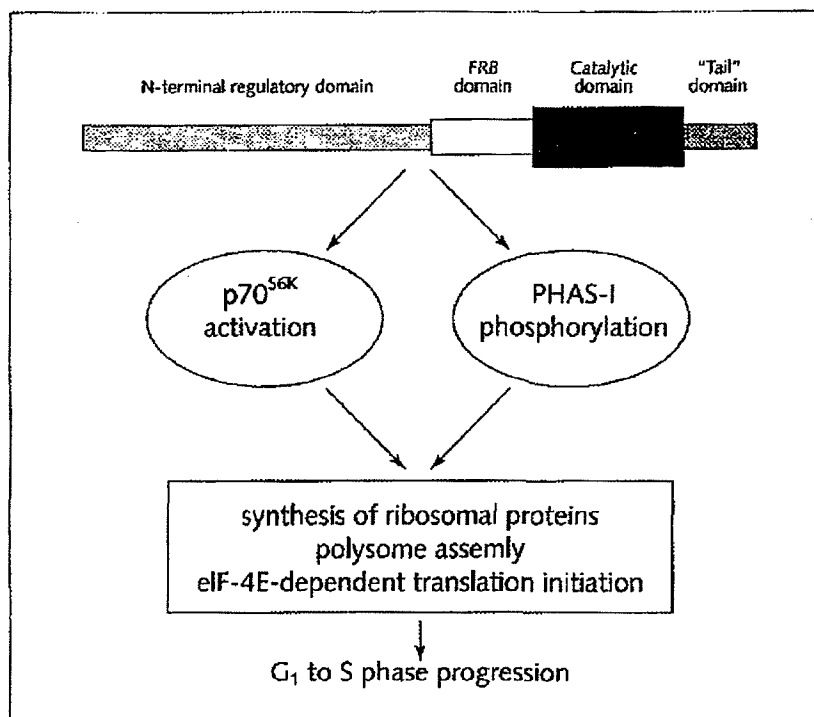 N-terminal regulatory domain
FRB
domain
Catalytic
domain
"Tail"
domain
p70S6K
activation
PHAS-I
phosphorylation
synthesis of ribosomal proteins
polysome assemly
eIF-4E-dependent translation initiation
G1 to S phase progression